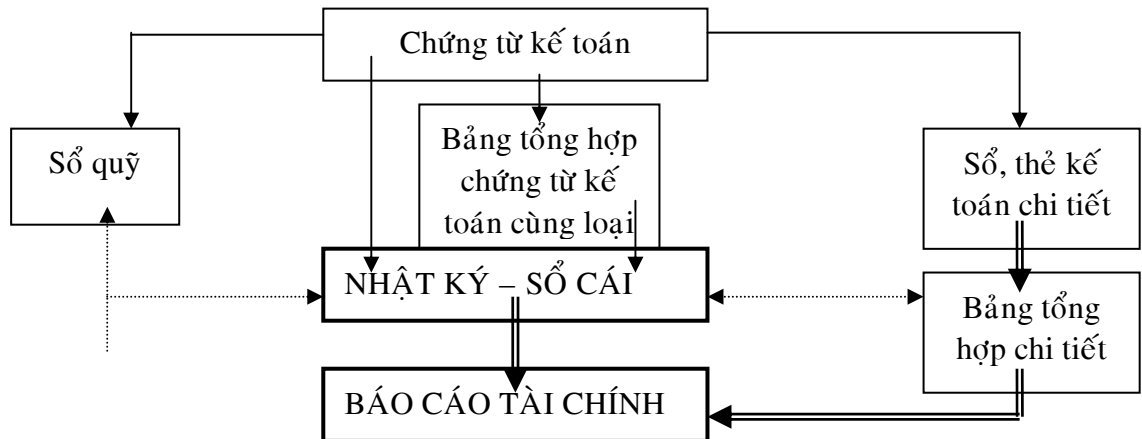 Chứng từ kế toán
Sổ quỹ
Bảng tổng hợp
chứng từ kế
toán cùng loại
Sổ, thẻ kế
toán chi tiết
NHẬT KÝ – SỔ CÁI
Bảng tổng
hợp chi tiết
BÁO CÁO TÀI CHÍNH